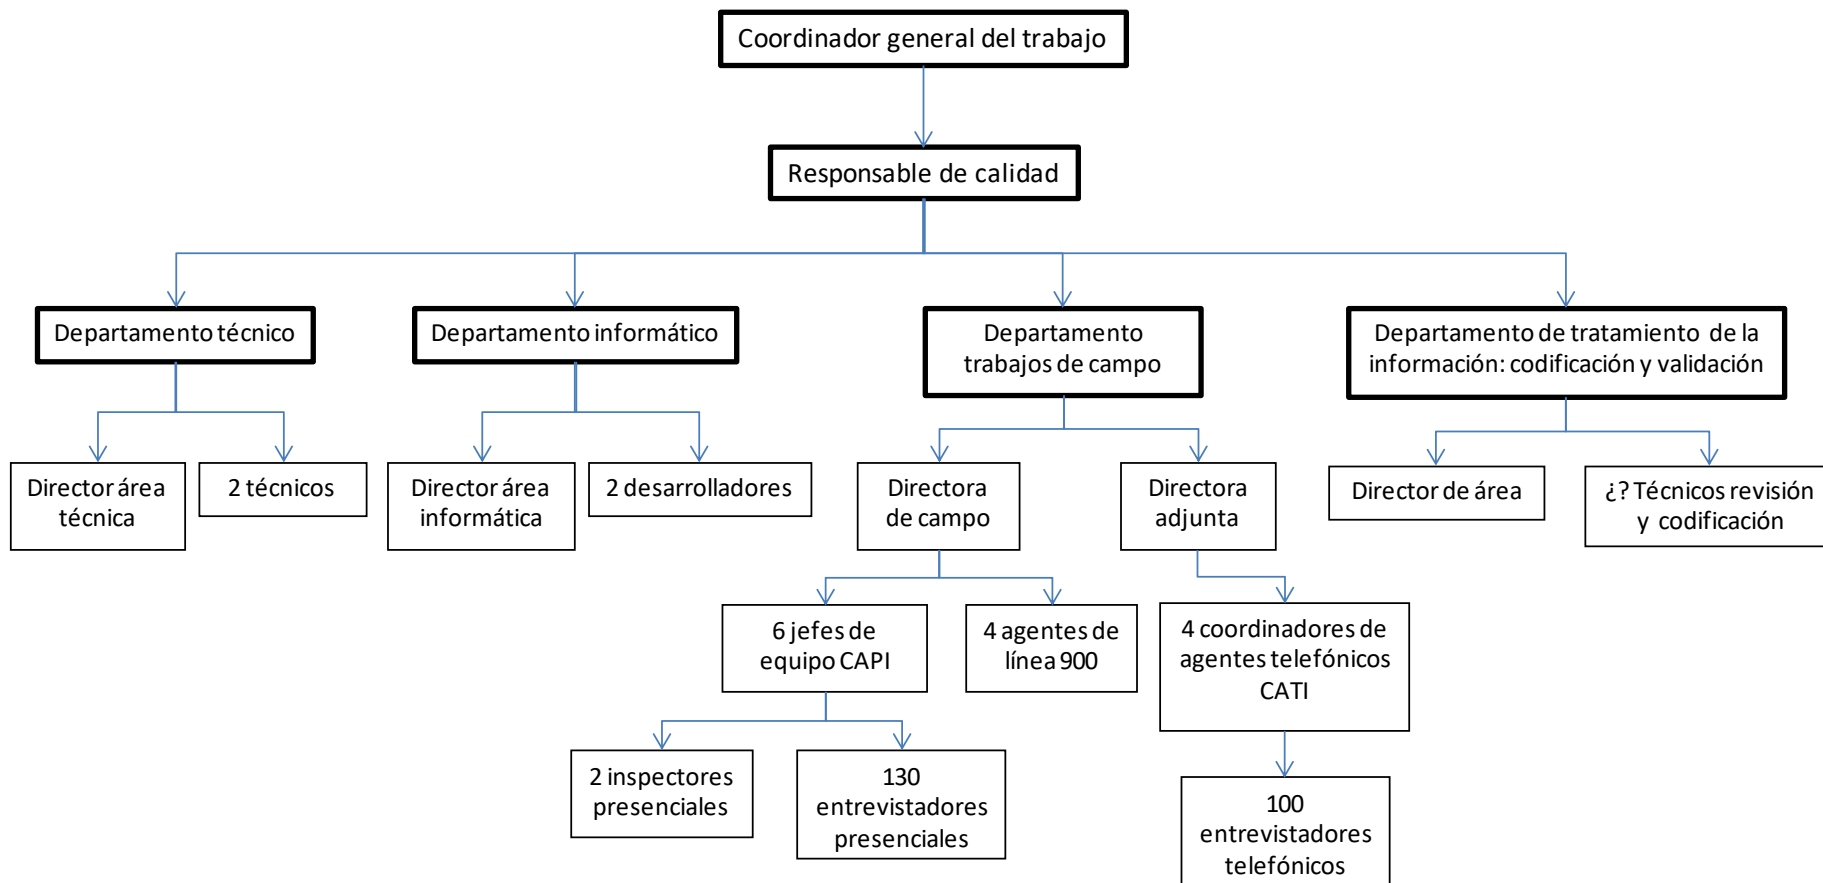 Coordinador general del trabajo
Responsable de calidad
Departamento técnico
Departamento informático
Departamento
trabajos de campo
Departamento de tratamiento de la
información: codificación y validación
Director área
técnica
2 técnicos
Director área
informática
2 desarrolladores
Directora
de campo
Directora
adjunta
Director de área
¿? Técnicos revisión
y codificación
6 jefes de
equipo CAPI
4 agentes de
línea 900
4 coordinadores de
agentes telefónicos
CATI
2 inspectores
presenciales
130
entrevistadores
presenciales
100
entrevistadores
telefónicos